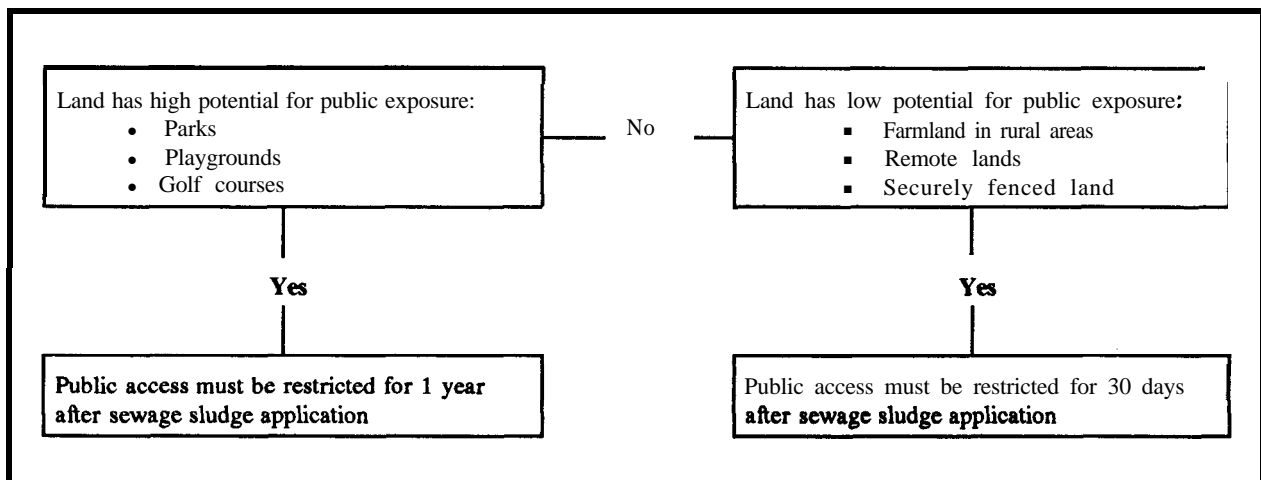 Land has high potential for public exposure:
• Parks
• Playgrounds
• Golf courses
No
Land has low potential for public exposure:
▪ Farmland in rural areas
▪ Remote lands
▪ Securely fenced land
Yes
Yes
Public access must be restricted for 1 year
after sewage sludge application
Public access must be restricted for 30 days
after sewage sludge application